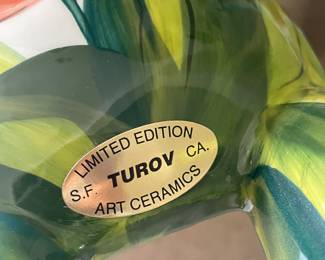 LIMITED EDITION
S.F. TUROV CA.
ART CERAMICS